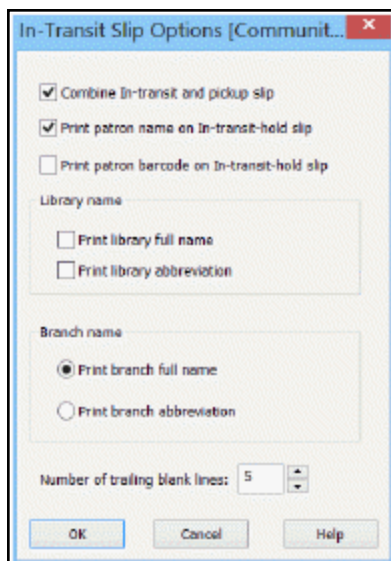 In-Transit Slip Options [Communit...
Combine In-transit and pickup slip
Print patron name on In-transit-hold slip
Print patron barcode on In-transit-hold slip
Library name
Print library full name
Print library abbreviation
Branch name
Print branch full name
Print branch abbreviation
Number of trailing blank lines: 5
OK Cancel Help